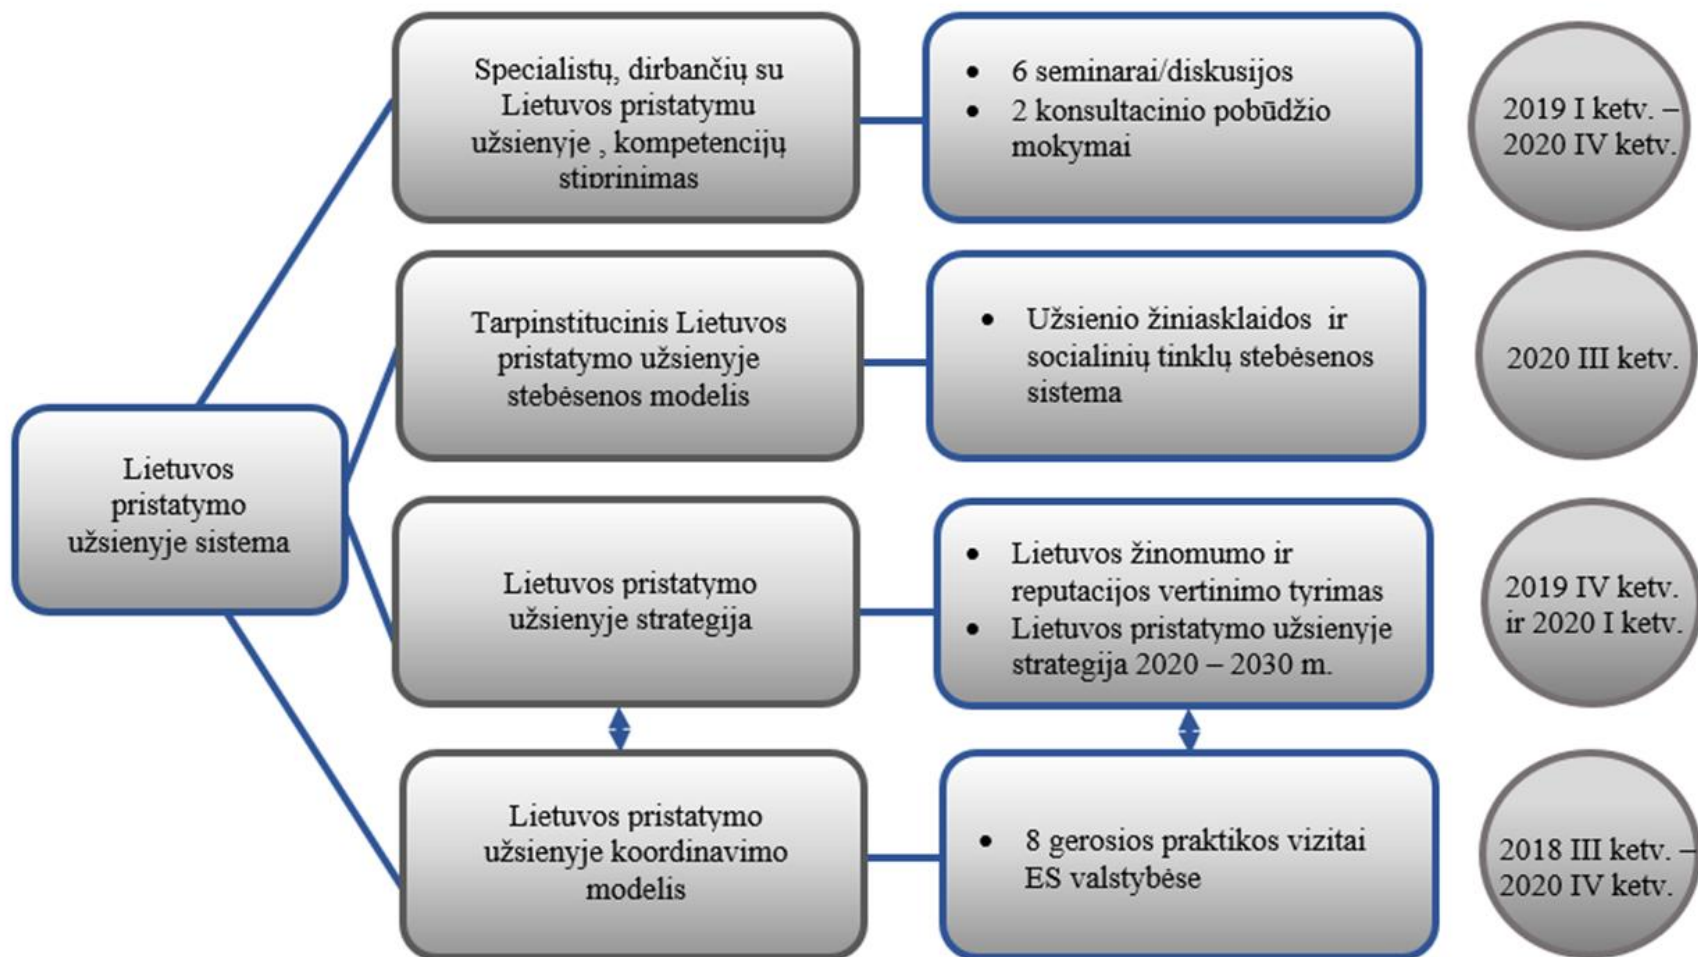 Specialistų, dirbančių su
Lietuvos pristatymu
užsienyje , kompetencijų
stiprinimas
• 6 seminarai/diskusijos
• 2 konsultacinio pobūdžio
mokymai
2019 I ketv. –
2020 IV ketv.
Tarpinstitucinis Lietuvos
pristatymo užsienyje
stebėsenos modelis
• Užsienio žiniasklaidos ir
socialinių tinklų stebėsenos
sistema
2020 III ketv.
Lietuvos
pristatymo
užsienyje sistema
Lietuvos pristatymo
užsienyje strategija
• Lietuvos žinomumo ir
reputacijos vertinimo tyrimas
• Lietuvos pristatymo užsienyje
strategija 2020 – 2030 m.
2019 IV ketv.
ir 2020 I ketv.
Lietuvos pristatymo
užsienyje koordinavimo
modelis
• 8 gerosios praktikos vizitai
ES valstybėse
2018 III ketv. –
2020 IV ketv.